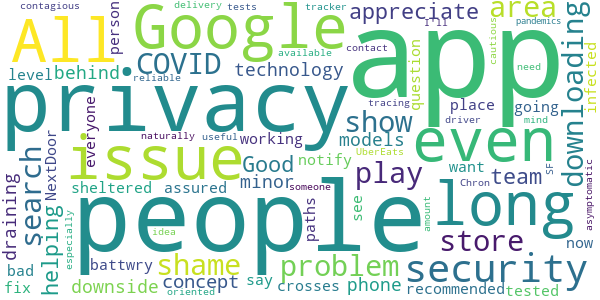 contagious
delivery
tests
tracker
I'll
pandemics
All
person
Google
appreciate
area
available
app
level
behind
COVID
reliable
technology
contact
question
cautious
need
downloading
infected
privacy
tracing
place
going
driver
mind
search
NextDoor
everyone
naturally
useful
working
show
models
even
issue
Good
UberEats
notify
want
team
SF
asymptomatic
draining
helping
sheltered
assured
minor
someone
play
Chron
people
long
now
especially
paths
see
amount
store
bad
fix
battwry
shame
problem
security
idea
downside
concept
say
crosses
phone
recommended
tested
oriented